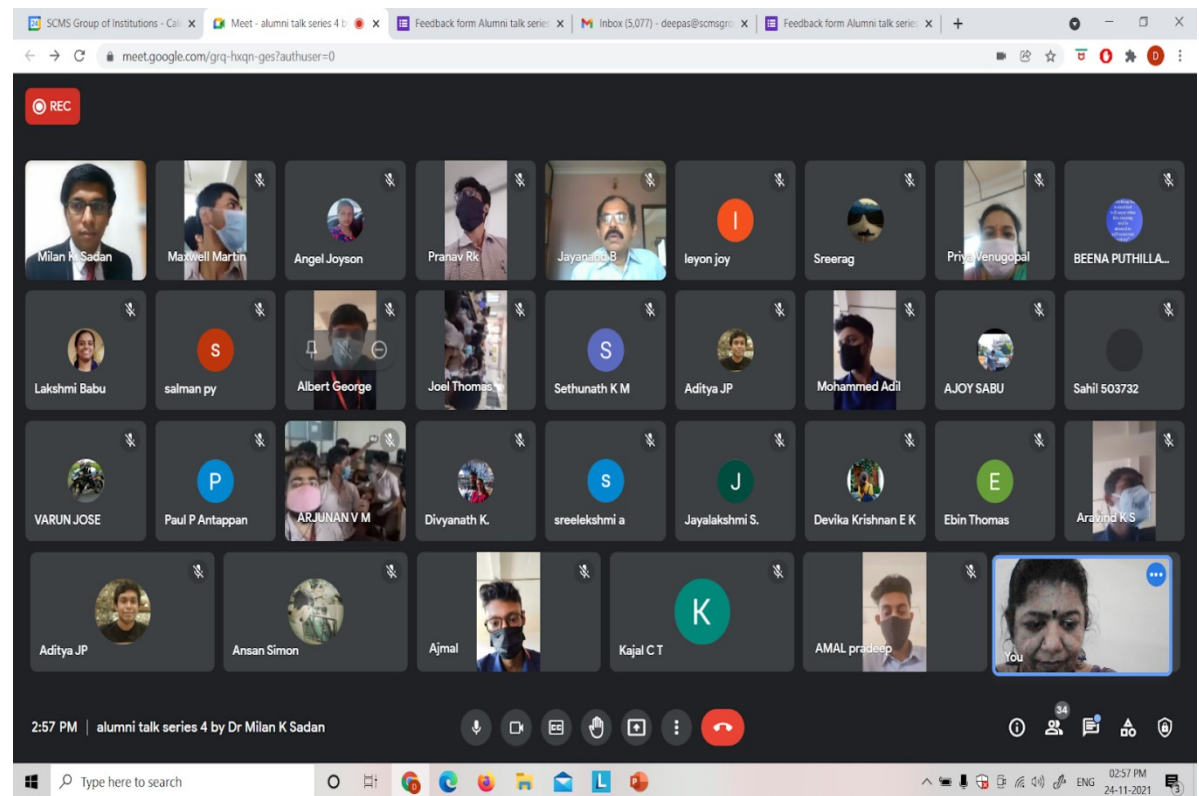 SCMS Group of Institutions - Cal
Meet - alumni talk series 4 b
Feedback form Alumni talk serie
Inbox (5,077) - deepas@scmsgro
Feedback form Alumni talk serie
meet.google.com/grq-hxqn-ges?authuser=0
D
REC
Milan K Sadan
Maxwell Martin
Angel Joyson
Pranav Rk
Jayanand B
l
leyon joy
Sreerag
Priya Venugopal
BEENA PUTHILLA...
Lakshmi Babu
s
salman py
Albert George
Joel Thomas
S
Sethunath K M
Aditya JP
Mohammed Adil
AJOY SABU
Sahil 503732
VARUN JOSE
P
Paul P Antappan
ARJUNAN V M
Divyanath K.
s
sreelekshmi a
J
Jayalakshmi S.
Devika Krishnan E K
E
Ebin Thomas
Aravind K S
Aditya JP
Ansan Simon
Ajmal
K
Kajal C T
AMAL pradeep
You
2:57 PM | alumni talk series 4 by Dr Milan K Sadan
CC
34
Type here to search
L
ENG
02:57 PM
24-11-2021
3